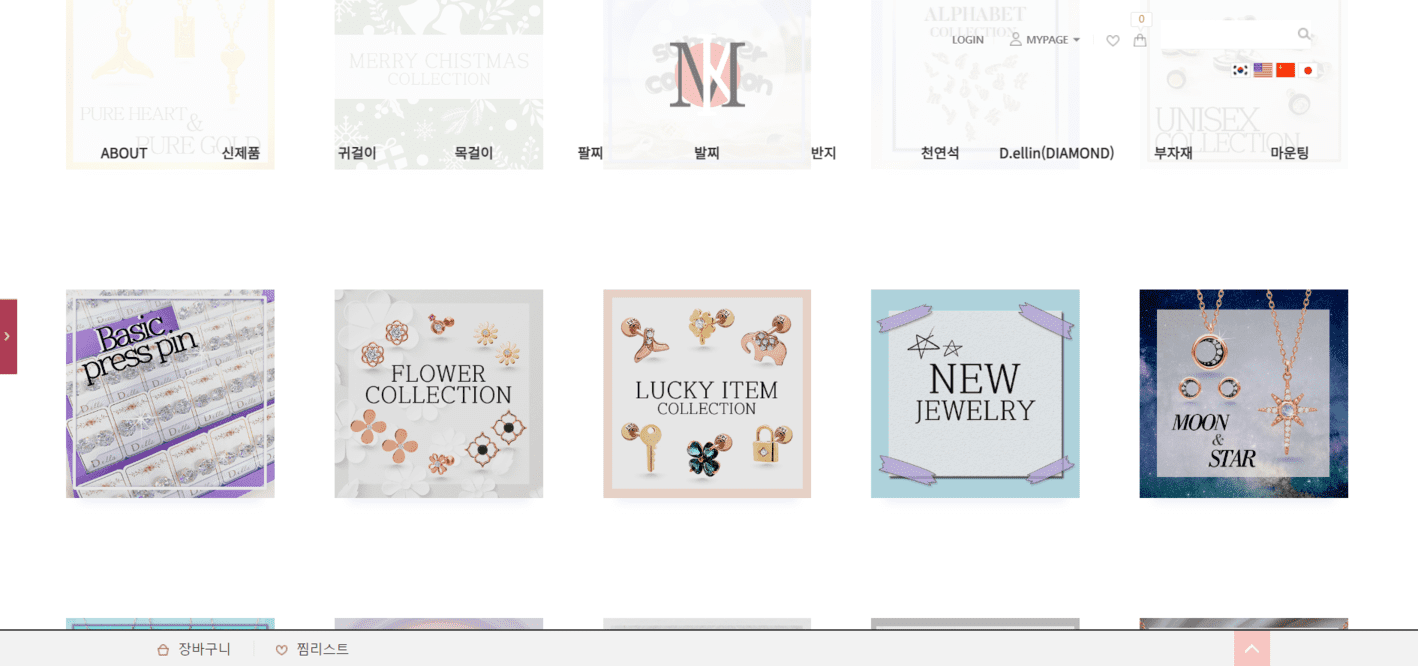 PURE HEART
&
PURE GOLD
MERRY CHISTMAS
COLLECTION
ALPHABET
COLLECTION
UNISEX
COLLECTION
0
LOGIN
MYPAGE
ABOUT
신제품
귀걸이
목걸이
팔찌
발찌
반지
천연석
D.ellin(DIAMOND)
부자재
마운팅
Basic.
press pin
FLOWER
COLLECTION
LUCKY ITEM
COLLECTION
NEW
JEWELRY
MOON
&
STAR
장바구니
찜리스트